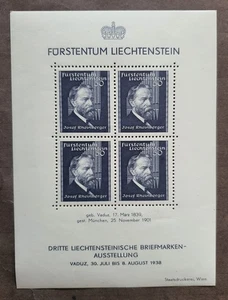 FÜRSTENTUM LIECHTENSTEIN
Fürstentum Liechtenstein
Josef Rheinberger
Fürstentum Liechtenstein
Josef Rheinberger
Fürstentum Liechtenstein
Josef Rheinberger
Fürstentum Liechtenstein
Josef Rheinberger
geb. Vaduz, 17. März 1839,
gest. München, 25. November 1901
DRITTE LIECHTENSTEINISCHE BRIEFMARKEN-
AUSSTELLUNG
VADUZ, 30. JULI BIS 8. AUGUST 1938
Wien